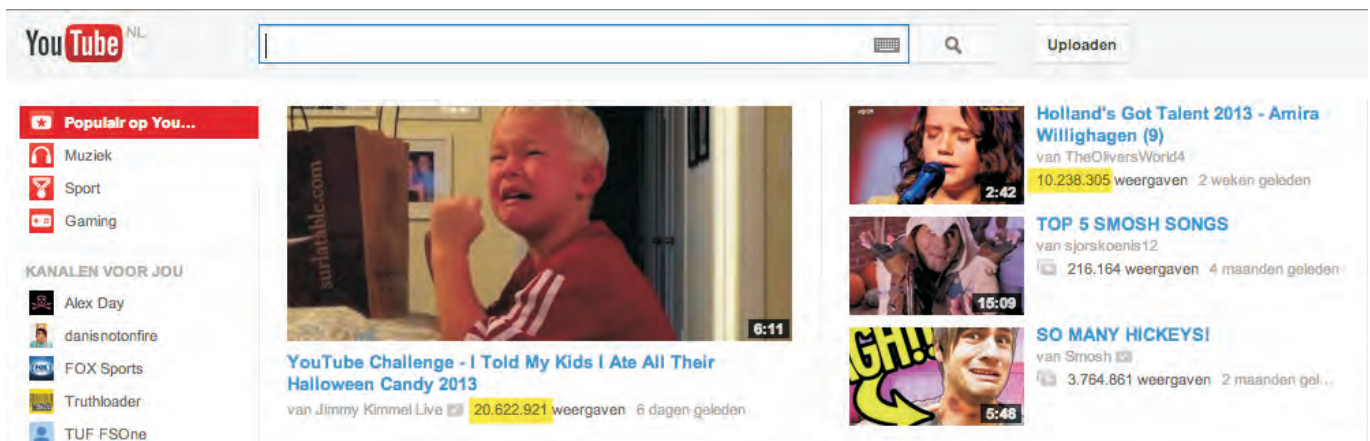 YouTube NL
Uploaden
Populair op You...
Muziek
Sport
Gaming
KANALEN VOOR JOU
Alex Day
danisnotonfire
FOX Sports
Truthloader
TUF FSOne
surlatable.com
6:11
YouTube Challenge - I Told My Kids I Ate All Their
Halloween Candy 2013
van Jimmy Kimmel Live 20.622.921 weergaven 6 dagen geleden
2:42
Holland's Got Talent 2013 - Amira
Willighagen (9)
van TheOliversWorld4
10.238.305 weergaven 2 weken geleden
15:09
TOP 5 SMOSH SONGS
van sjorskoenis12
216.164 weergaven 4 maanden geleden
GH!!
5:48
SO MANY HICKEYS!
van Smosh
3.764.861 weergaven 2 maanden gel...